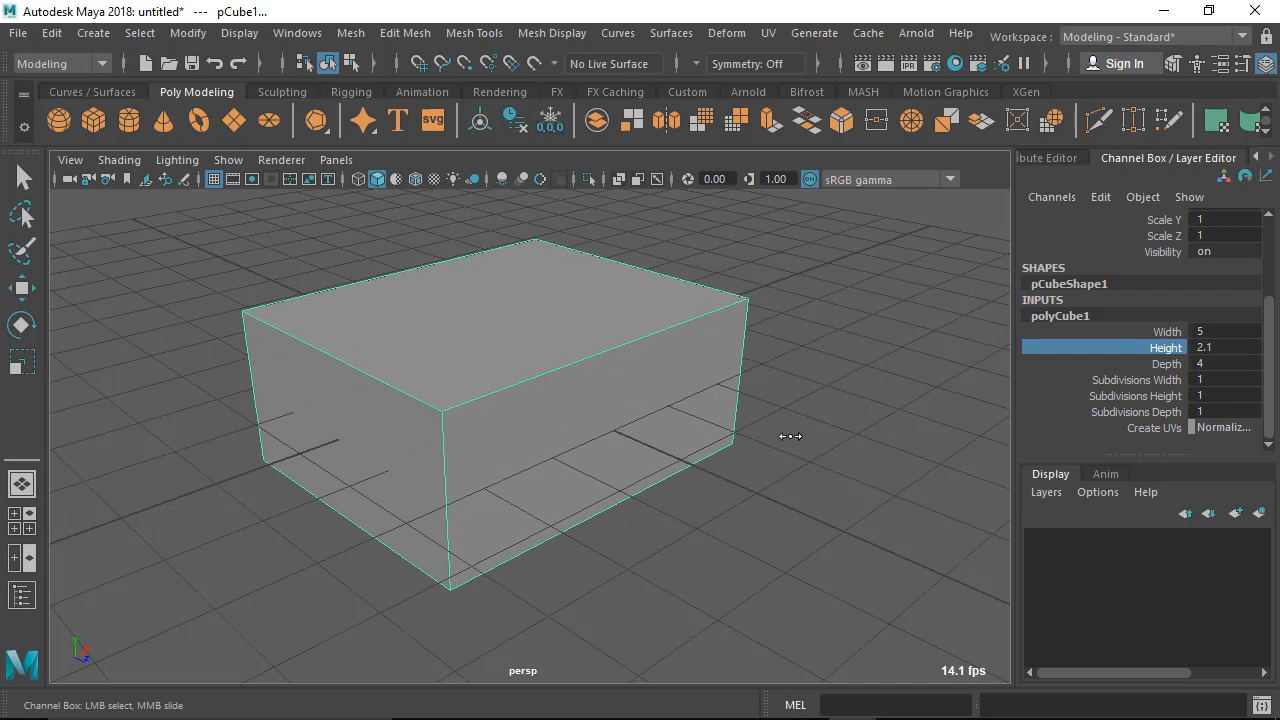 Autodesk Maya 2018: untitled* --- pCube1...
File Edit Create Select Modify Display Windows Mesh Edit Mesh Mesh Tools Mesh Display Curves Surfaces Deform UV Generate Cache Arnold Help Workspace : Modeling - Standard*
Modeling No Live Surface Symmetry: Off Sign In
Curves / Surfaces Poly Modeling Sculpting Rigging Animation Rendering FX FX Caching Custom Arnold Bifrost MASH Motion Graphics XGen
T svg 0,0,0
View Shading Lighting Show Renderer Panels
0.00 1.00 ON sRGB gamma
bute Editor Channel Box / Layer Editor
Channels Edit Object Show
Scale Y 1
Scale Z 1
Visibility on
SHAPES
pCubeShape1
INPUTS
polyCube1
Width 5
Height 2.1
Depth 4
Subdivisions Width 1
Subdivisions Height 1
Subdivisions Depth 1
Create UVs Normaliz...
Display Anim
Layers Options Help
persp
14.1 fps
Channel Box: LMB select, MMB slide
MEL